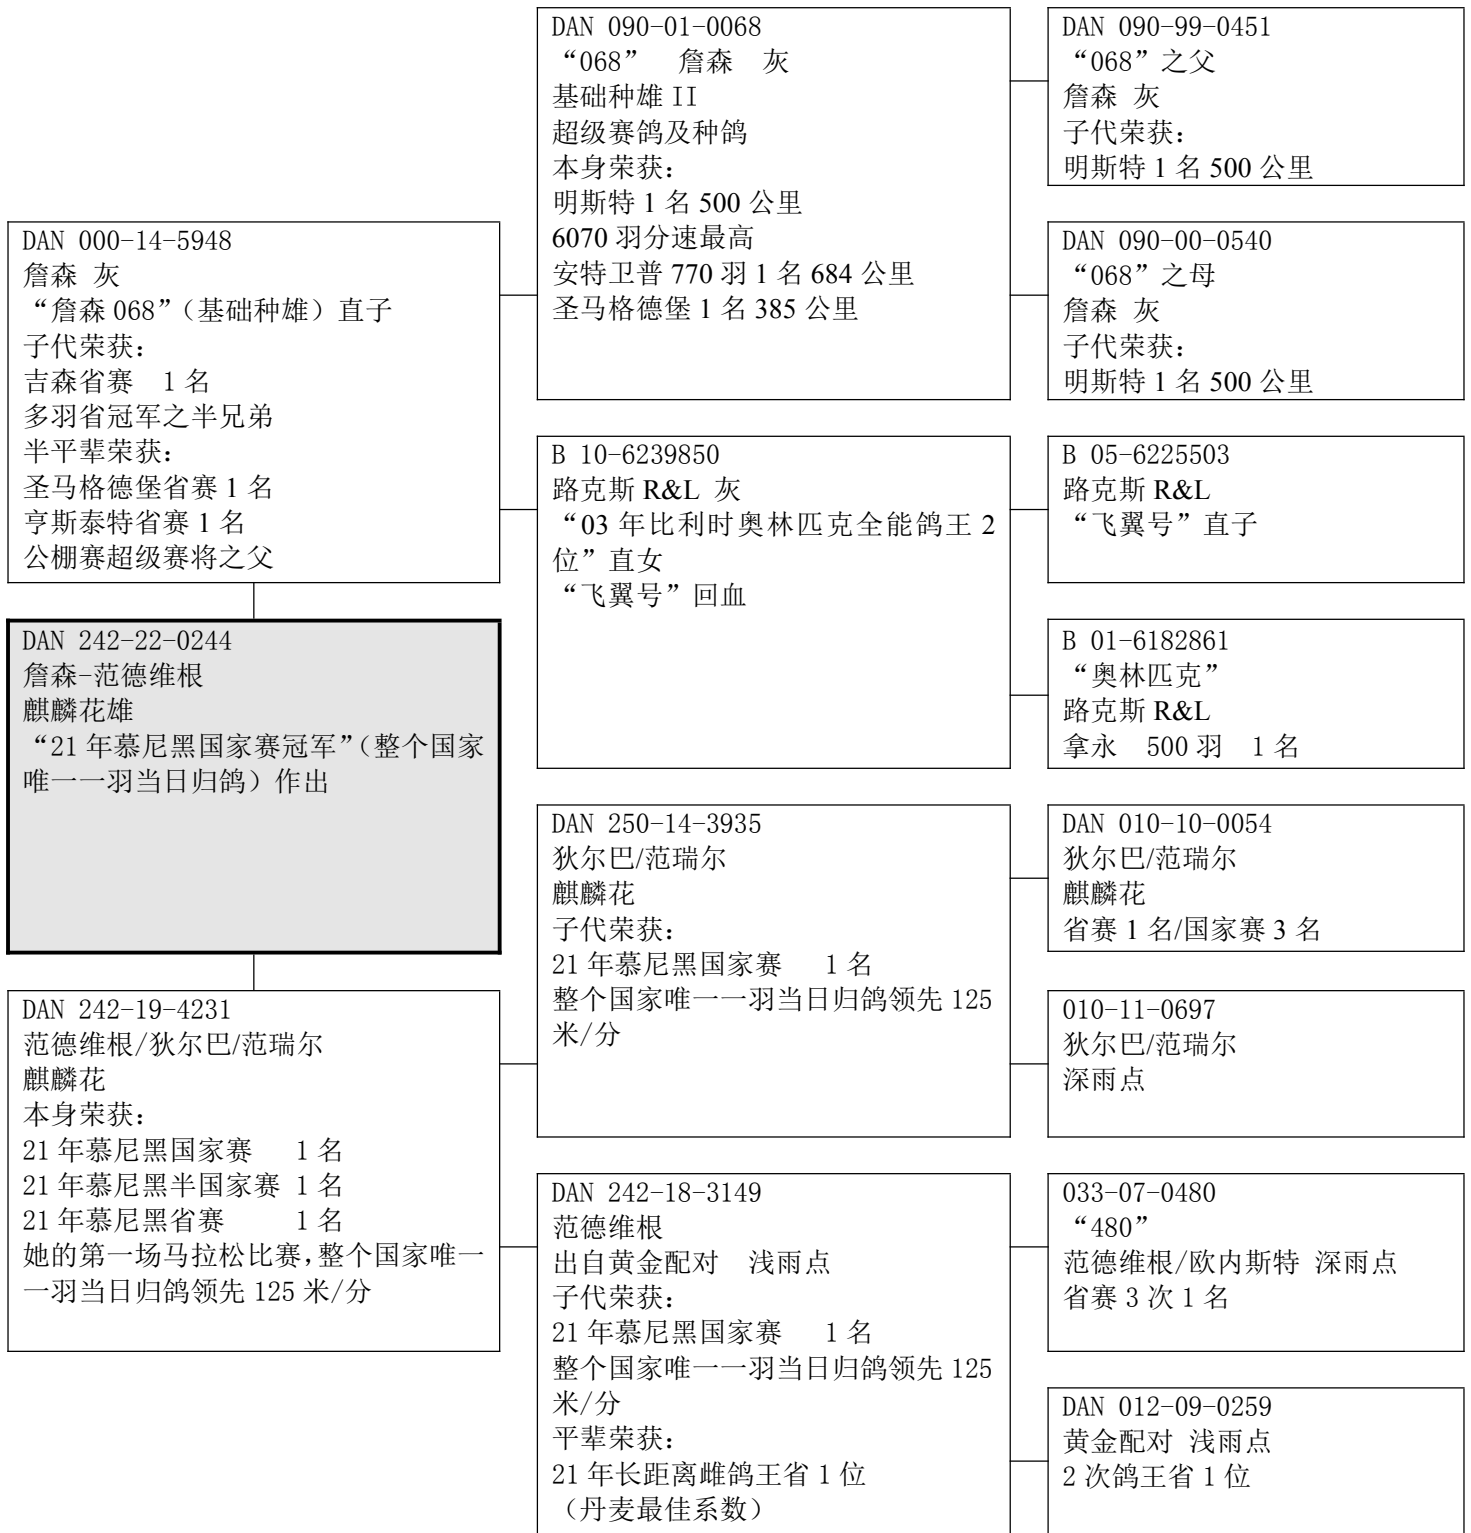 DAN 000-14-5948
詹森 灰
“詹森 068”（基础种雄）直子
子代荣获：
吉森省赛 1 名
多羽省冠军之半兄弟
半平辈荣获：
圣马格德堡省赛 1 名
亨斯泰特省赛 1 名
公棚赛超级赛将之父
DAN 242-22-0244
詹森-范德维根
麒麟花雄
“21 年慕尼黑国家赛冠军”（整个国家
唯一一羽当日归鸽）作出
DAN 242-19-4231
范德维根/狄尔巴/范瑞尔
麒麟花
本身荣获：
21 年慕尼黑国家赛 1 名
21 年慕尼黑半国家赛 1 名
21 年慕尼黑省赛 1 名
她的第一场马拉松比赛，整个国家唯一
一羽当日归鸽领先 125 米/分
DAN 090-01-0068
“068” 詹森 灰
基础种雄 II
超级赛鸽及种鸽
本身荣获：
明斯特 1 名 500 公里
6070 羽分速最高
安特卫普 770 羽 1 名 684 公里
圣马格德堡 1 名 385 公里
B 10-6239850
路克斯 R&L 灰
“03 年比利时奥林匹克全能鸽王 2
位”直女
“飞翼号”回血
DAN 250-14-3935
狄尔巴/范瑞尔
麒麟花
子代荣获：
21 年慕尼黑国家赛 1 名
整个国家唯一一羽当日归鸽领先 125
米/分
DAN 242-18-3149
范德维根
出自黄金配对 浅雨点
子代荣获：
21 年慕尼黑国家赛 1 名
整个国家唯一一羽当日归鸽领先 125
米/分
平辈荣获：
21 年长距离雌鸽王省 1 位
（丹麦最佳系数）
DAN 090-99-0451
“068”之父
詹森 灰
子代荣获：
明斯特 1 名 500 公里
DAN 090-00-0540
“068”之母
詹森 灰
子代荣获：
明斯特 1 名 500 公里
B 05-6225503
路克斯 R&L
“飞翼号”直子
B 01-6182861
“奥林匹克”
路克斯 R&L
拿永 500 羽 1 名
DAN 010-10-0054
狄尔巴/范瑞尔
麒麟花
省赛 1 名/国家赛 3 名
010-11-0697
狄尔巴/范瑞尔
深雨点
033-07-0480
“480”
范德维根/欧内斯特 深雨点
省赛 3 次 1 名
DAN 012-09-0259
黄金配对 浅雨点
2 次鸽王省 1 位